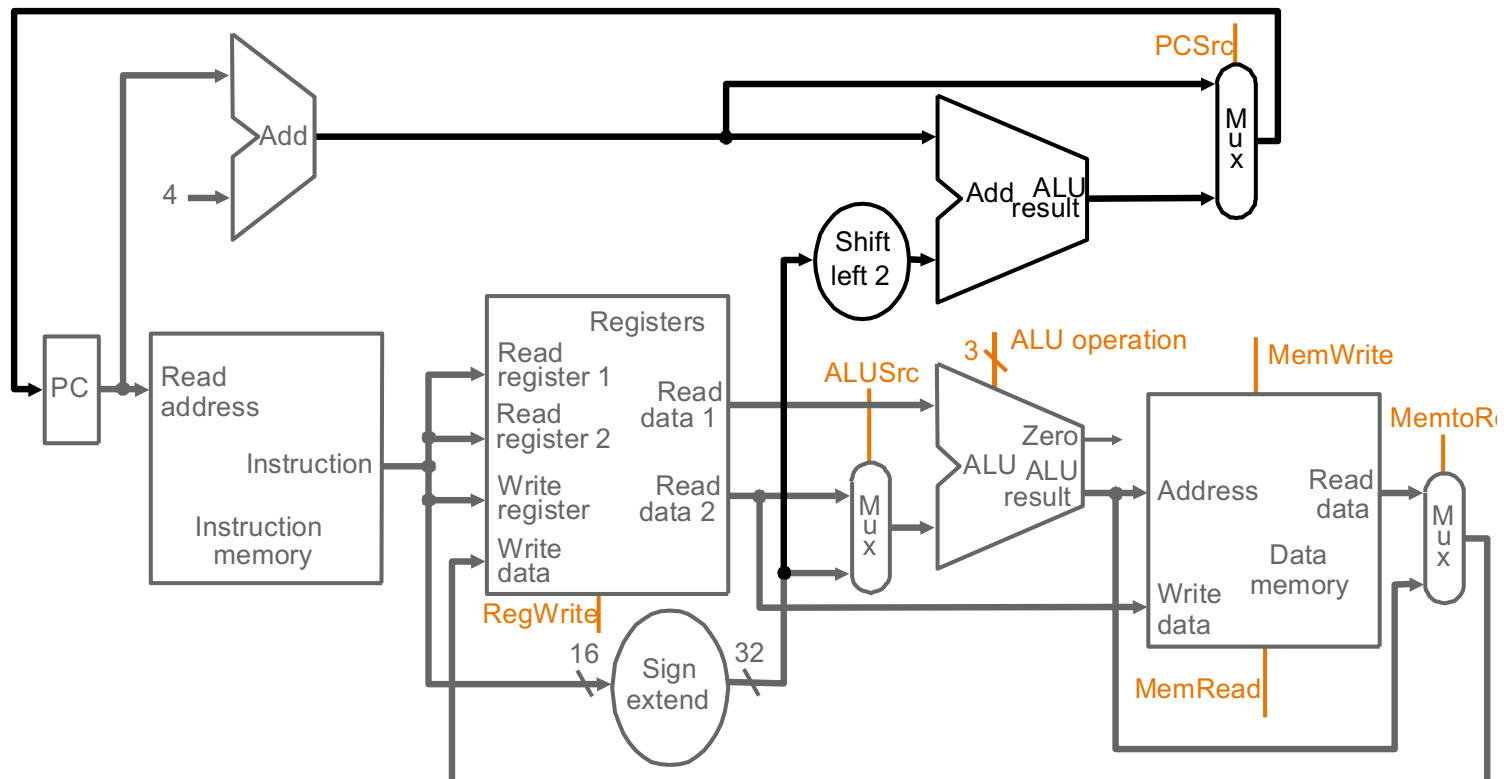 PCSrc
M
u
x
Add
4
Add
ALU
result
Shift
left 2
PC
Read
address
Instruction
Instruction
memory
Registers
Read
register 1
Read
register 2
Write
register
Write
data
Read
data 1
Read
data 2
RegWrite
16
Sign
extend
32
ALUSrc
M
u
x
3
ALU operation
Zero
ALU
ALU
result
MemWrite
Address
Read
data
Data
memory
Write
data
MemRead
MemtoRe
M
u
x